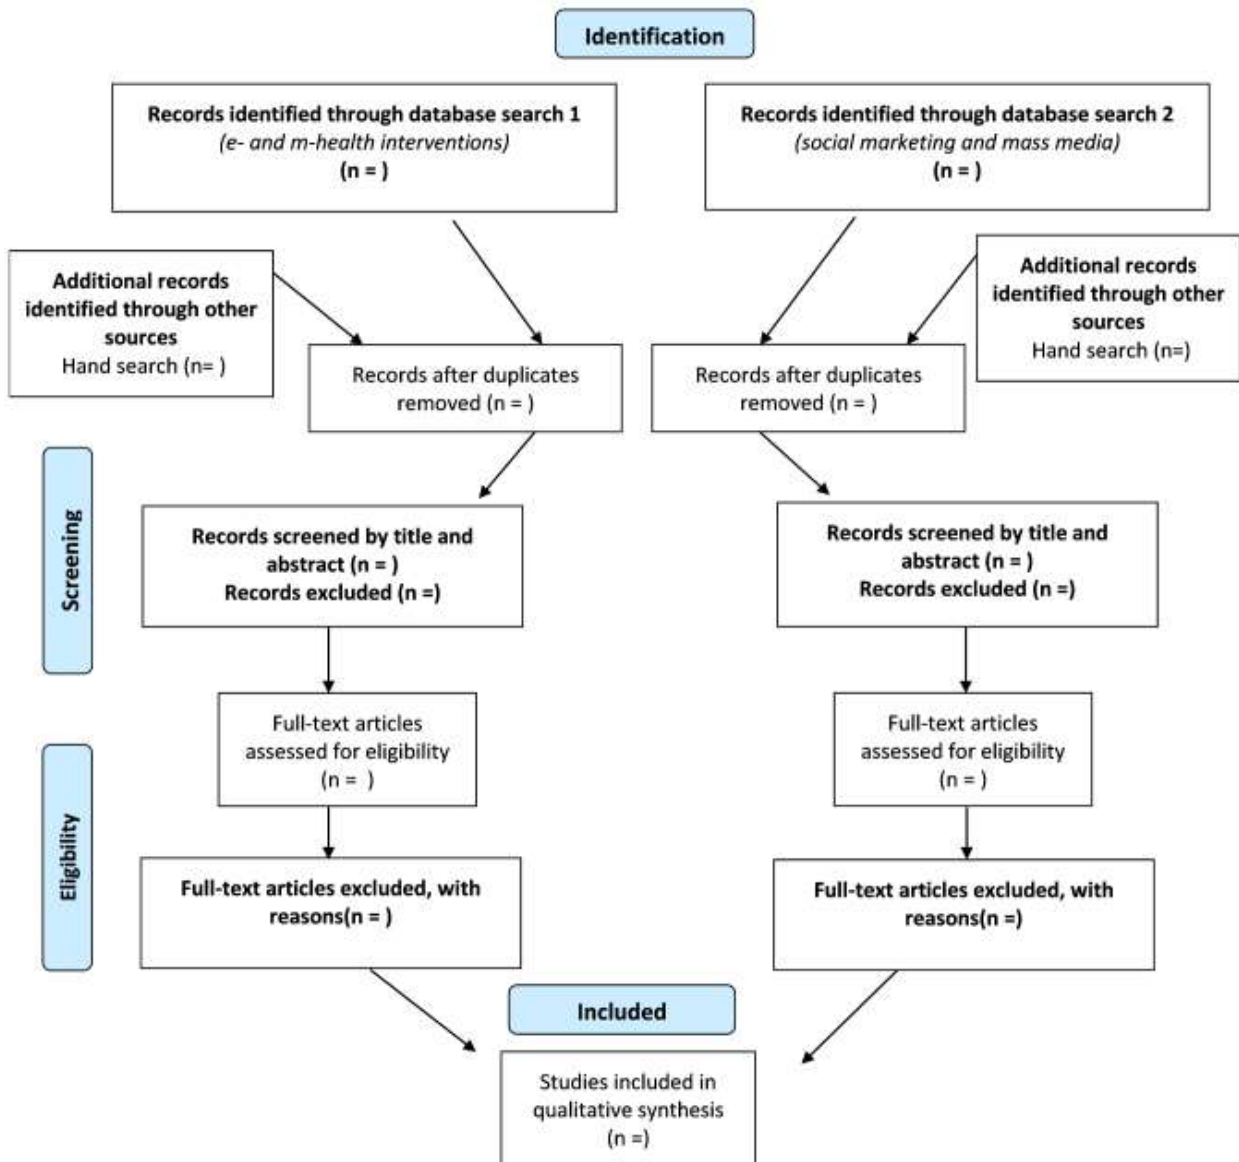 Identification
Records identified through database search 1
(e- and m-health interventions)
(n = )
Records identified through database search 2
(social marketing and mass media)
(n = )
Additional records
identified through other
sources
Hand search (n= )
Additional records
identified through other
sources
Hand search (n=)
Records after duplicates
removed (n = )
Records after duplicates
removed (n = )
Screening
Records screened by title and
abstract (n = )
Records excluded (n =)
Records screened by title and
abstract (n = )
Records excluded (n =)
Full-text articles
assessed for eligibility
(n =  )
Full-text articles
assessed for eligibility
(n = )
Eligibility
Full-text articles excluded, with
reasons(n = )
Full-text articles excluded, with
reasons(n =)
Included
Studies included in
qualitative synthesis
(n =)